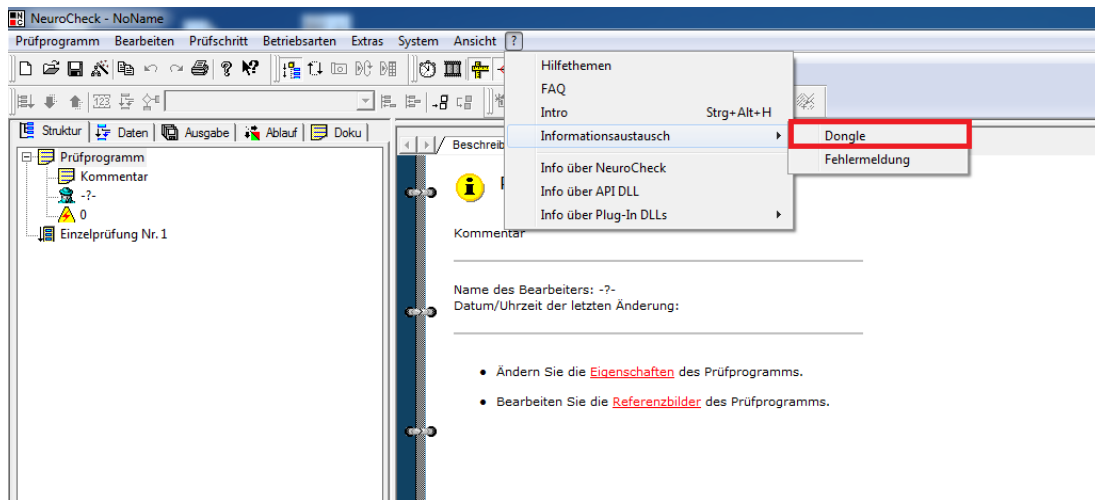 NeuroCheck - NoName
Prüfprogramm Bearbeiten Prüfschritt Betriebsarten Extras System Ansicht ?
Hilfethemen
FAQ
Intro Strg+Alt+H
Informationsaustausch
Dongle
Fehlermeldung
Info über NeuroCheck
Info über API DLL
Info über Plug-In DLLs
123
Struktur Daten Ausgabe Ablauf Doku
Prüfprogramm
Kommentar
-?-
0
Einzelprüfung Nr. 1
Kommentar
Name des Bearbeiters: -?-
Datum/Uhrzeit der letzten Änderung:
• Ändern Sie die Eigenschaften des Prüfprogramms.
• Bearbeiten Sie die Referenzbilder des Prüfprogramms.